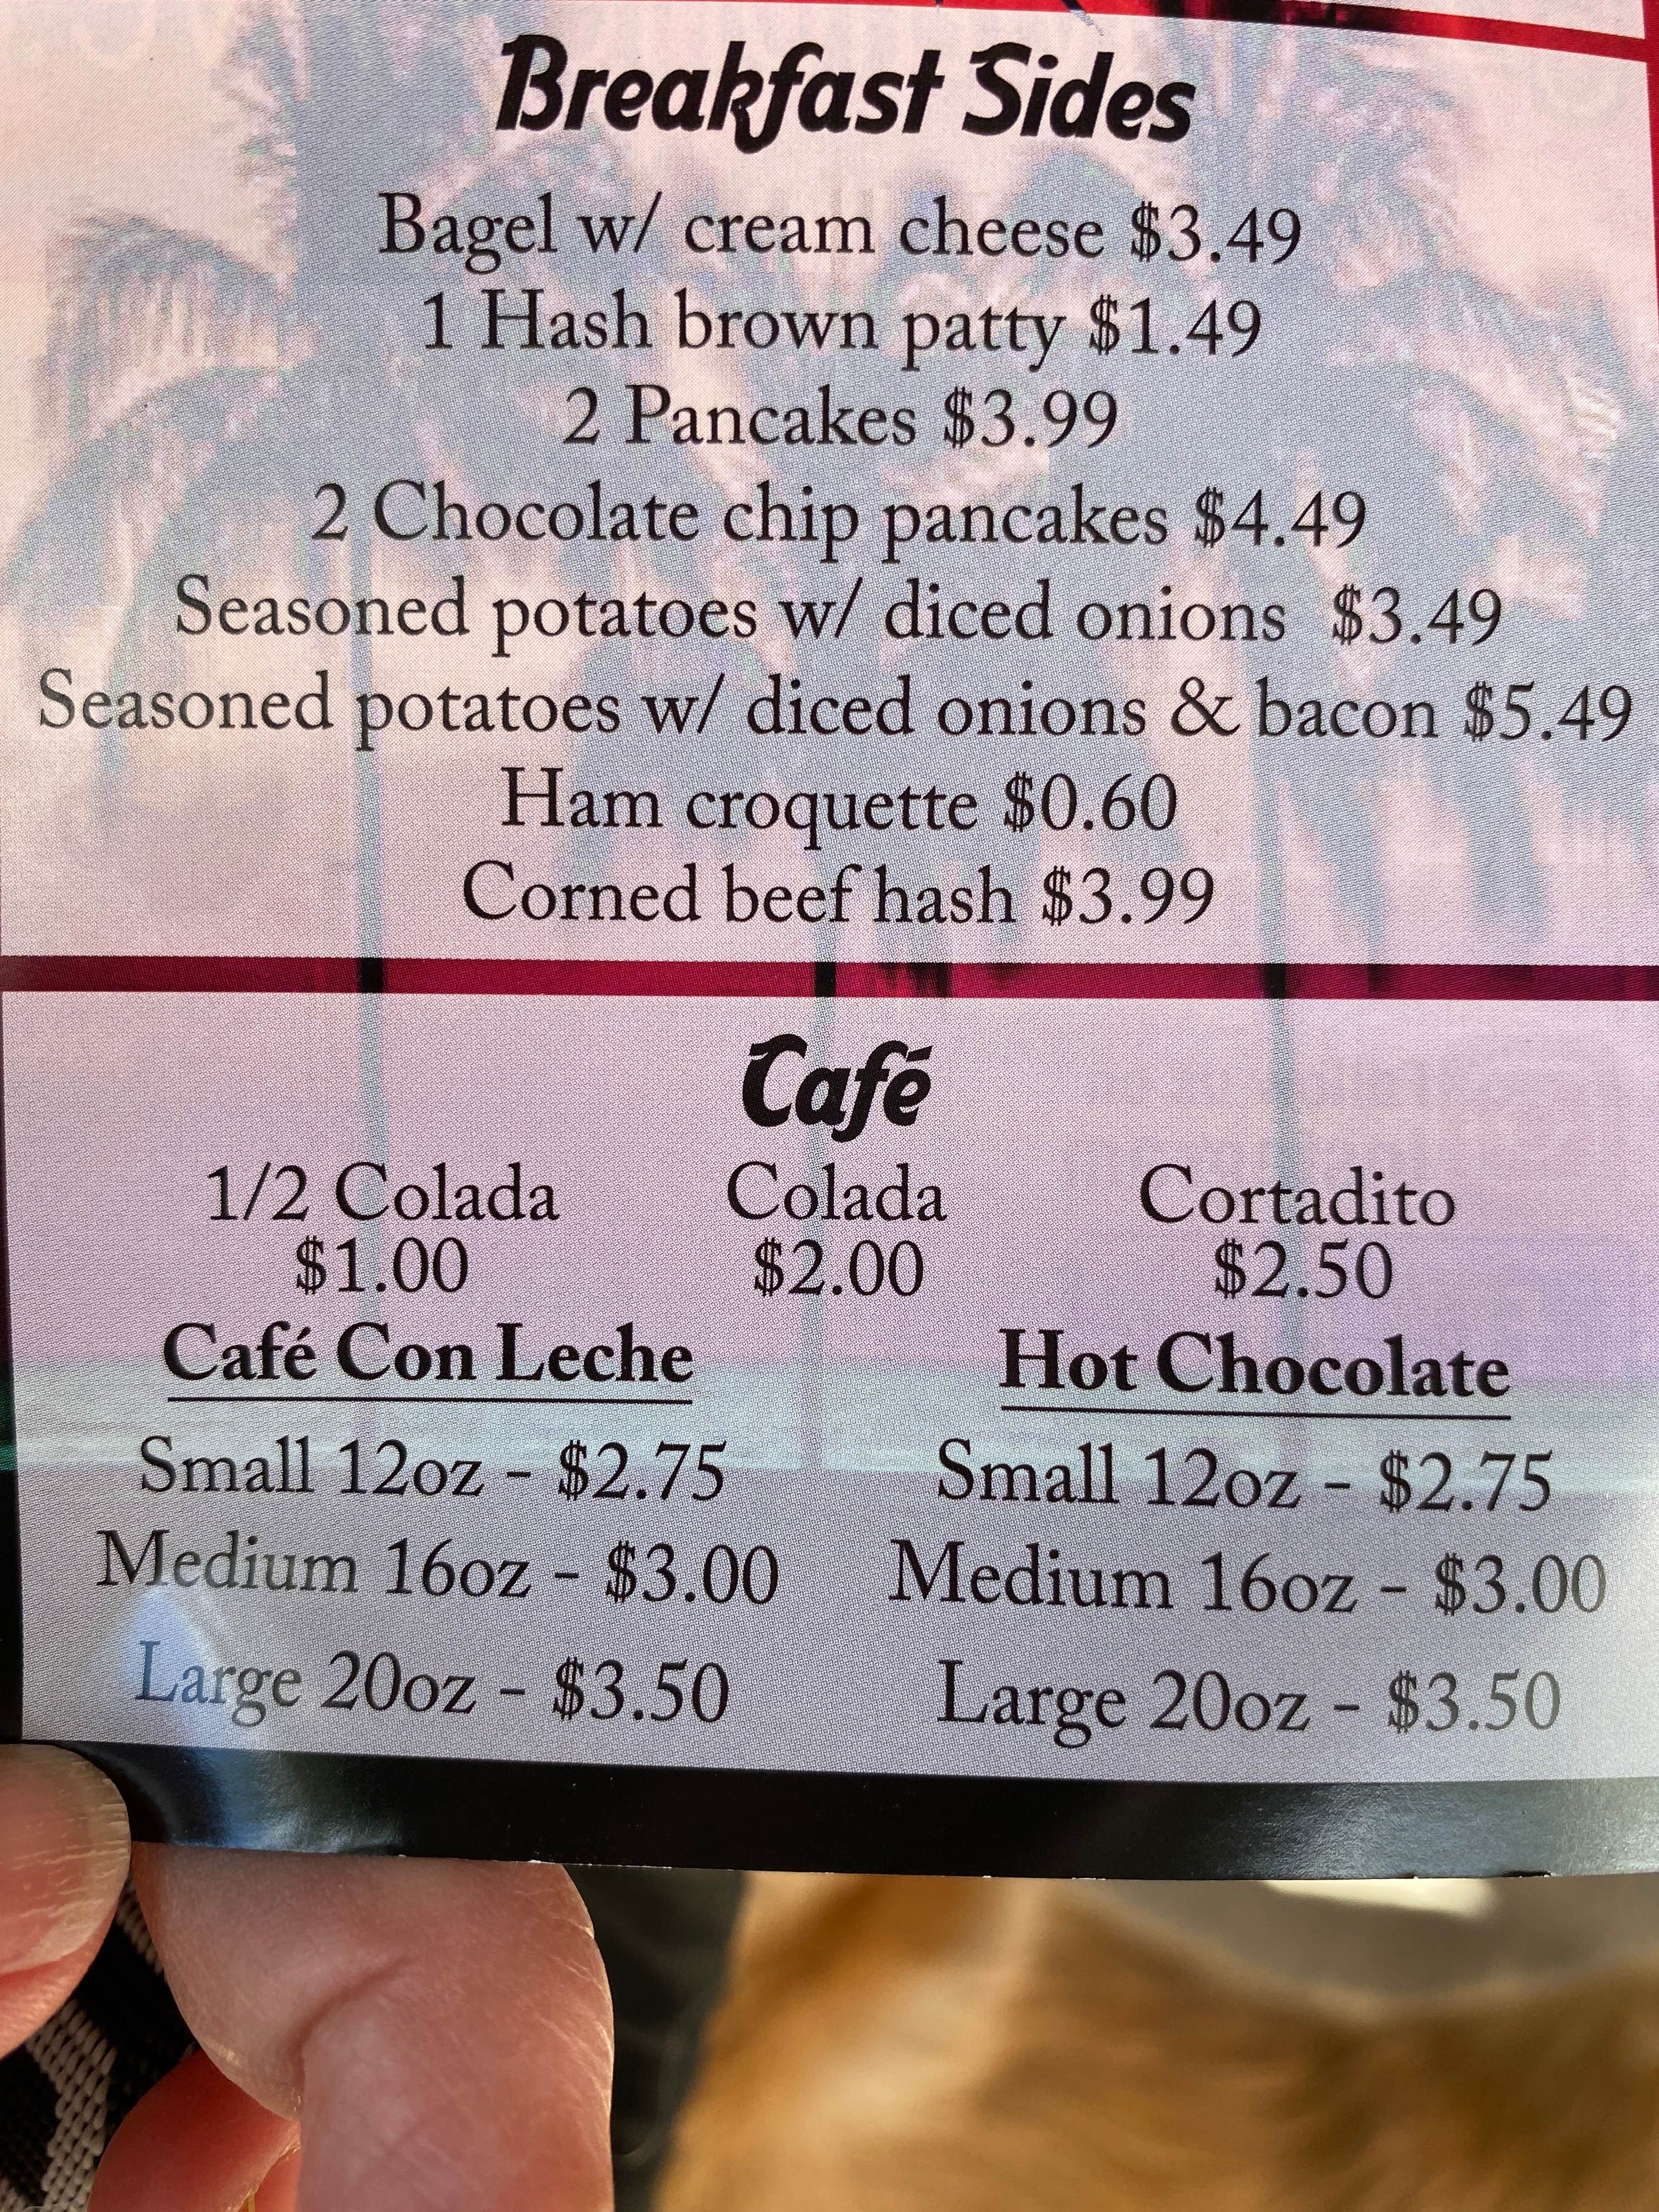 Breakfast Sides
Bagel w/ cream cheese $3.49
1 Hash brown patty $1.49
2 Pancakes $3.99
2 Chocolate chip pancakes $4.49
Seasoned potatoes w/ diced onions $3.49
Seasoned potatoes w/ diced onions & bacon $5.49
Ham croquette $0.60
Corned beef hash $3.99
Café
1/2 Colada Colada Cortadito
$1.00 $2.00 $2.50
Café Con Leche Hot Chocolate
Small 12oz - $2.75 Small 12oz - $2.75
Medium 16oz - $3.00 Medium 16oz - $3.00
Large 20oz - $3.50 Large 20oz - $3.50